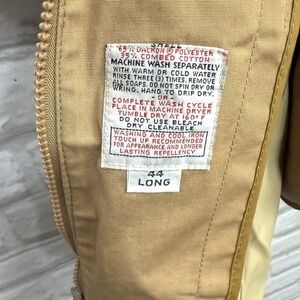 SHELL
65% DACRON® POLYESTER
35% COMBED COTTON
MACHINE WASH SEPARATELY
WITH WARM OR COLD WATER
RINSE THREE (3) TIMES. REMOVE
ALL SOAPS. DO NOT SPIN DRY OR
WRING. HANG TO DRIP DRY.
-OR-
COMPLETE WASH CYCLE
PLACE IN MACHINE DRYER
TUMBLE DRY AT 160°F
DO NOT USE BLEACH
DRY CLEANABLE
WASHING AND COOL IRON
TOUCH UP RECOMMENDED
FOR APPEARANCE AND LONGER
LASTING REPELLENCY.
44
LONG